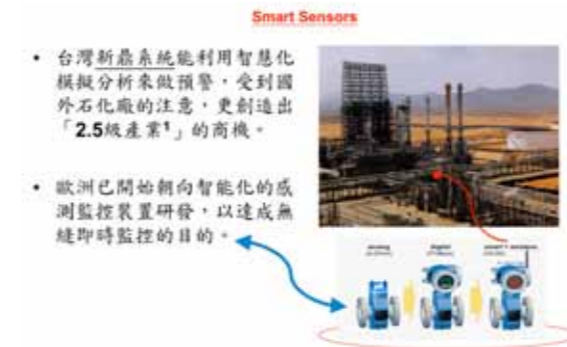 Smart Sensors
• 台灣新鼎系統能利用智慧化
模擬分析來做預警，受到國
外石化廠的注意，更創造出
「2.5級產業1」的商機。
• 歐洲已開始朝向智能化的感
測監控裝置研發，以達成無
縫即時監控的目的。
analog
digital